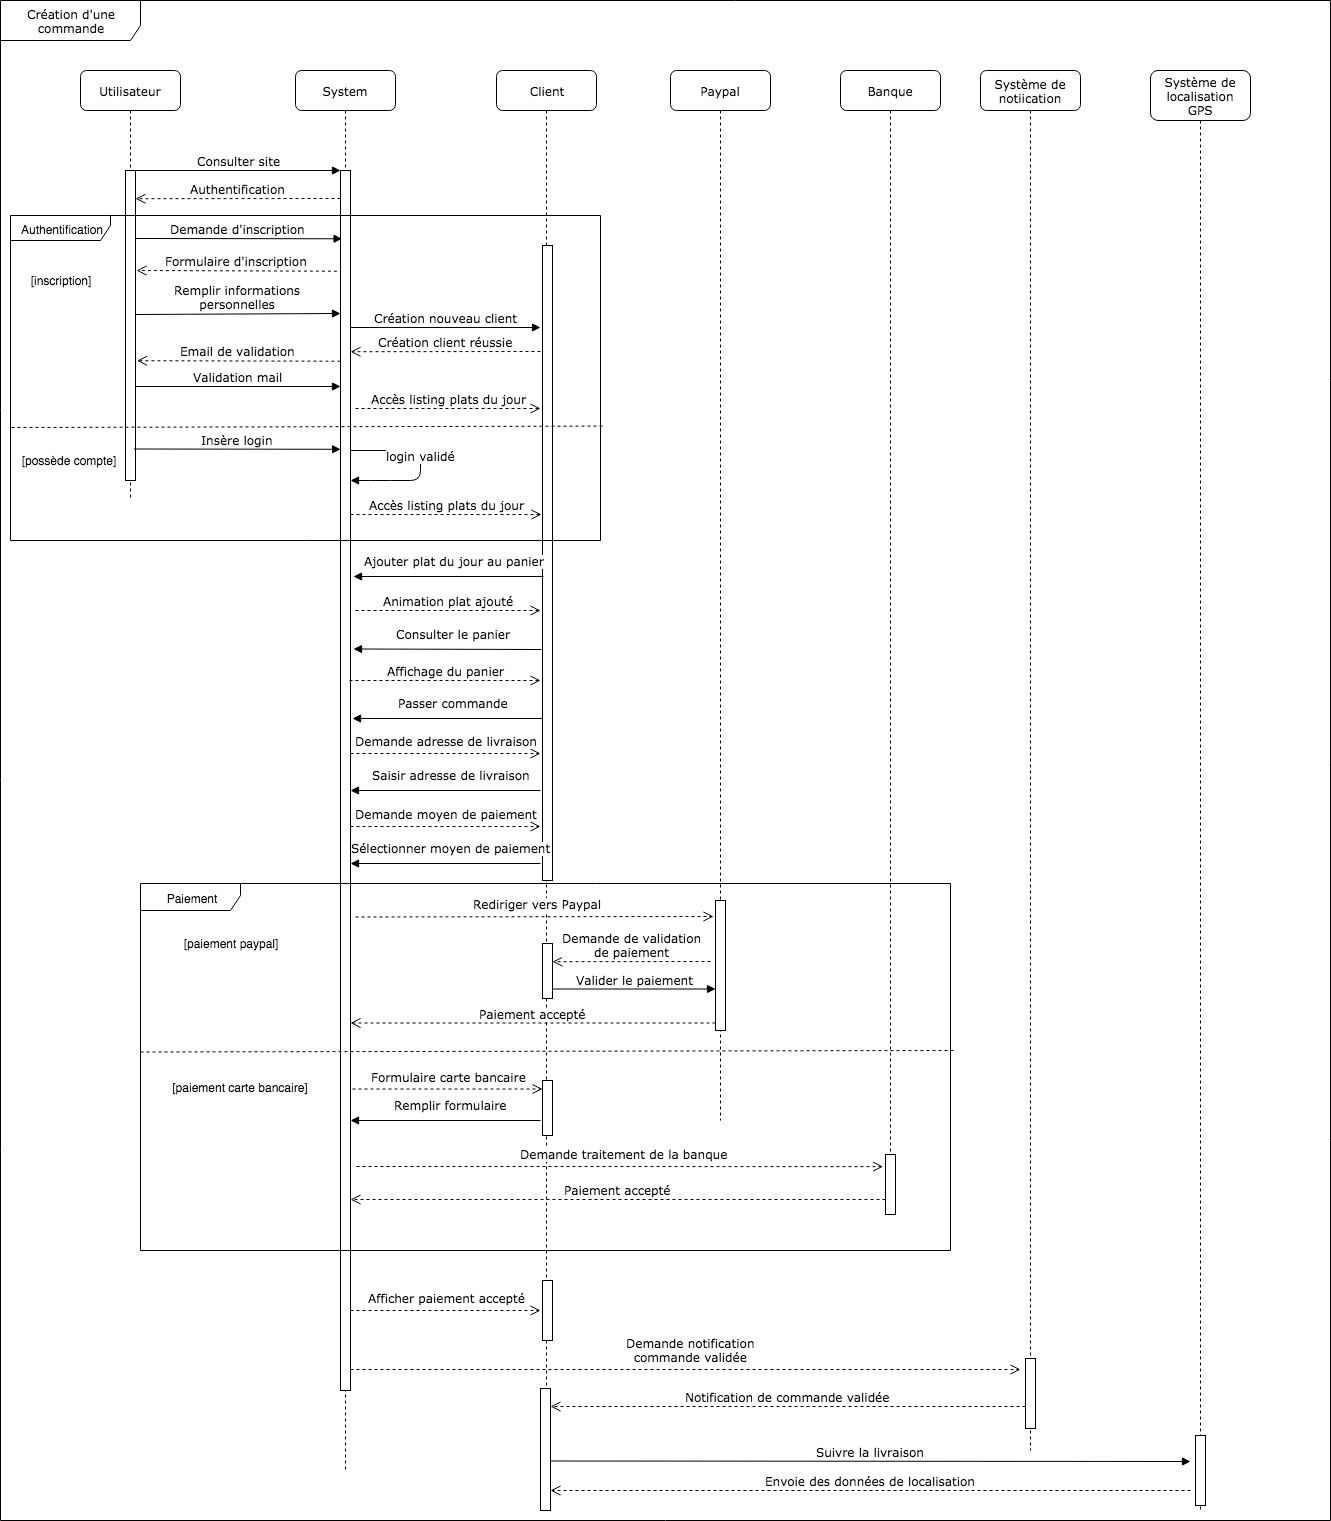 Création d'une
commande
Utilisateur
System
Client
Paypal
Banque
Système de
notiication
Système de
localisation
GPS
Consulter site
Authentification
Authentification
Demande d'inscription
Formulaire d'inscription
[inscription]
Remplir informations
personnelles
Création nouveau client
Création client réussie
Email de validation
Validation mail
Accès listing plats du jour
Insère login
[possède compte]
login validé
Accès listing plats du jour
Ajouter plat du jour au panier
Animation plat ajouté
Consulter le panier
Affichage du panier
Passer commande
Demande adresse de livraison
Saisir adresse de livraison
Demande moyen de paiement
Sélectionner moyen de paiement
Paiement
Rediriger vers Paypal
[paiement paypal]
Demande de validation
de paiement
Valider le paiement
Paiement accepté
Formulaire carte bancaire
[paiement carte bancaire]
Remplir formulaire
Demande traitement de la banque
Paiement accepté
Afficher paiement accepté
Demande notification
commande validée
Notification de commande validée
Suivre la livraison
Envoie des données de localisation